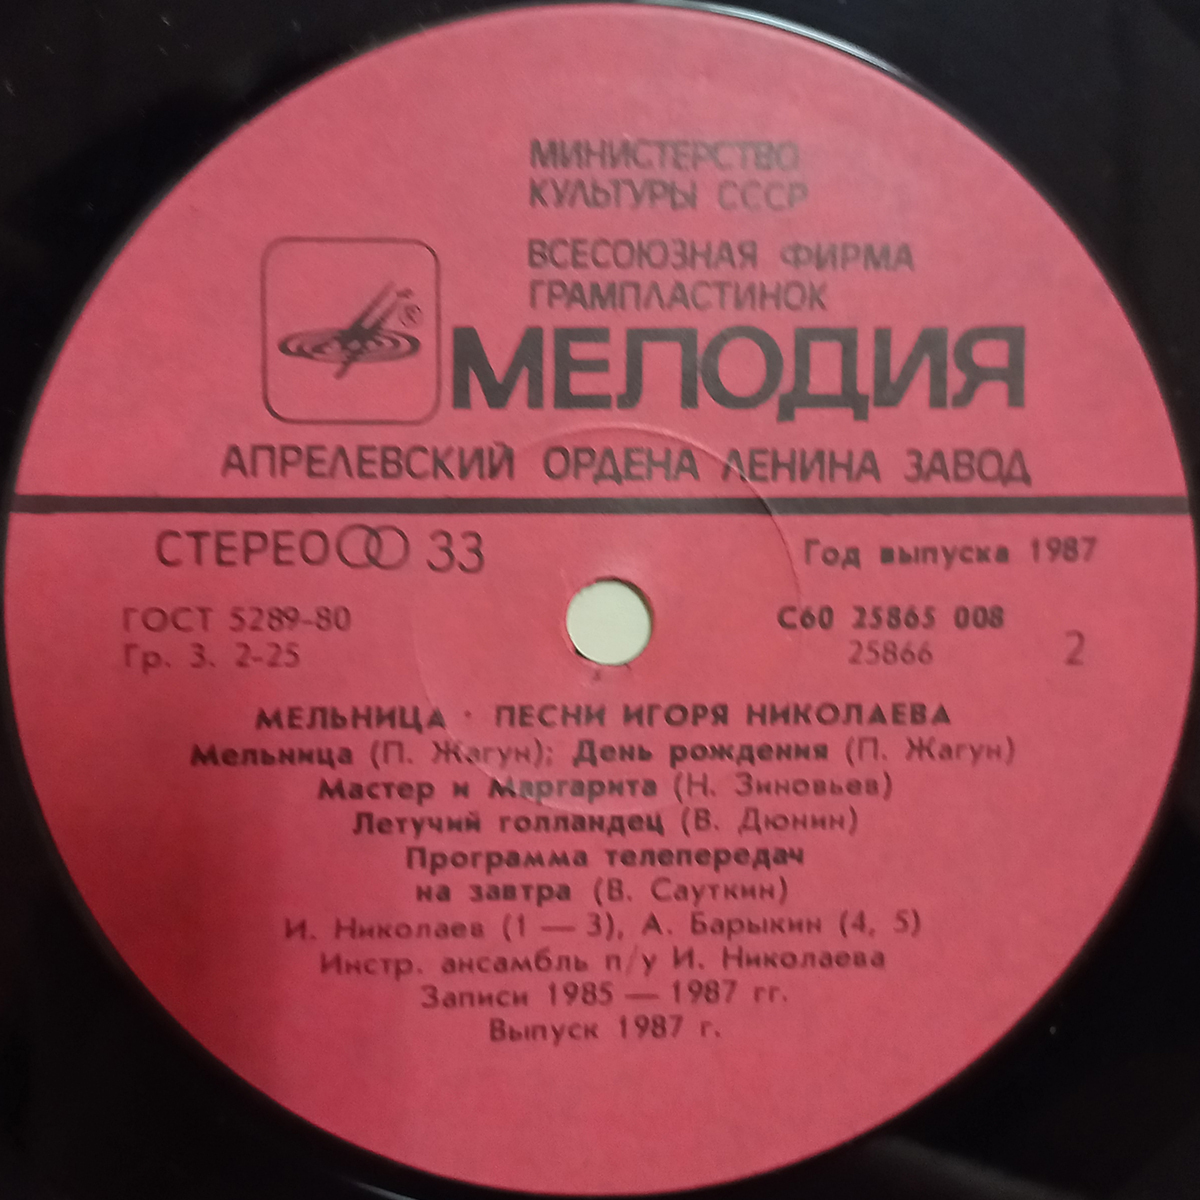 МИНИСТЕРСТВО
КУЛЬТУРЫ СССР
ВСЕСОЮЗНАЯ ФИРМА
ГРАМПЛАСТИНОК
®
МЕЛОДИЯ
АПРЕЛЕВСКИЙ ОРДЕНА ЛЕНИНА ЗАВОД
СТЕРЕО 33
Год выпуска 1987
ГОСТ 5289-80
С60 25865 008
Гр. 3. 2-25
25866
2
МЕЛЬНИЦА · ПЕСНИ ИГОРЯ НИКОЛАЕВА
Мельница (П. Жагун); День рождения (П. Жагун)
Мастер и Маргарита (Н. Зиновьев)
Летучий голландец (В. Дюнин)
Программа телепередач
на завтра (В. Сауткин)
И. Николаев (1 — 3), А. Барыкин (4, 5)
Инстр. ансамбль п/у И. Николаева
Записи 1985 — 1987 гг.
Выпуск 1987 г.